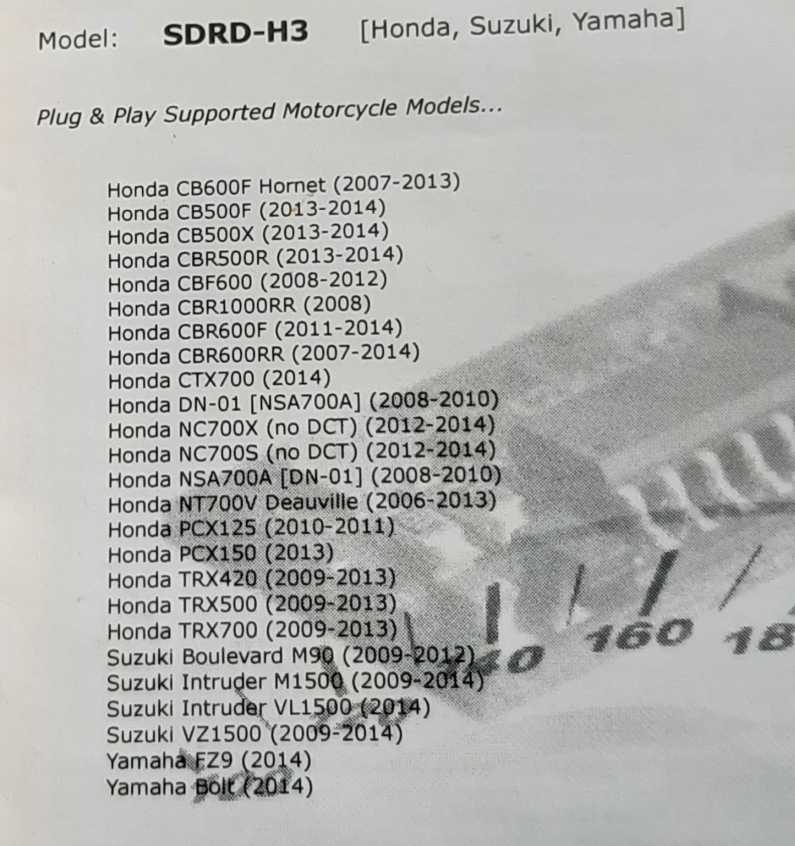 Model: SDRD-H3 [Honda, Suzuki, Yamaha]
Plug & Play Supported Motorcycle Models...
Honda CB600F Hornet (2007-2013)
Honda CB500F (2013-2014)
Honda CB500X (2013-2014)
Honda CBR500R (2013-2014)
Honda CBF600 (2008-2012)
Honda CBR1000RR (2008)
Honda CBR600F (2011-2014)
Honda CBR600RR (2007-2014)
Honda CTX700 (2014)
Honda DN-01 [NSA700A] (2008-2010)
Honda NC700X (no DCT) (2012-2014)
Honda NC700S (no DCT) (2012-2014)
Honda NSA700A [DN-01] (2008-2010)
Honda NT700V Deauville (2006-2013)
Honda PCX125 (2010-2011)
Honda PCX150 (2013)
Honda TRX420 (2009-2013)
Honda TRX500 (2009-2013)
Honda TRX700 (2009-2013)
Suzuki Boulevard M90 (2009-2012)
Suzuki Intruder M1500 (2009-2014)
Suzuki Intruder VL1500 (2014)
Suzuki VZ1500 (2009-2014)
Yamaha FZ9 (2014)
Yamaha Bolt (2014)
160